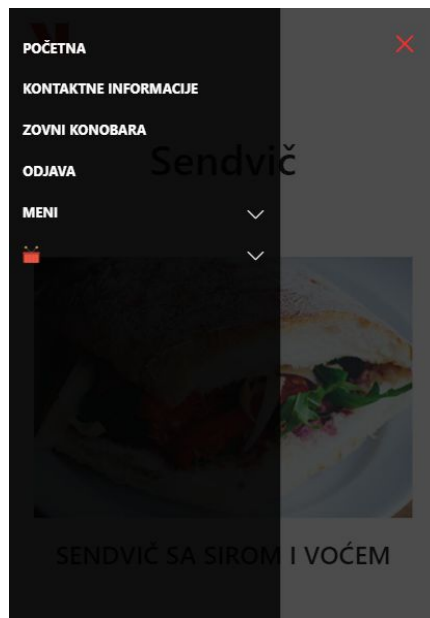 POČETNA
KONTAKTNE INFORMACIJE
ZOVNI KONOBARA
Sendvič
ODJAVA
MENI
SENDVIČ SA SIROM I VOĆEM